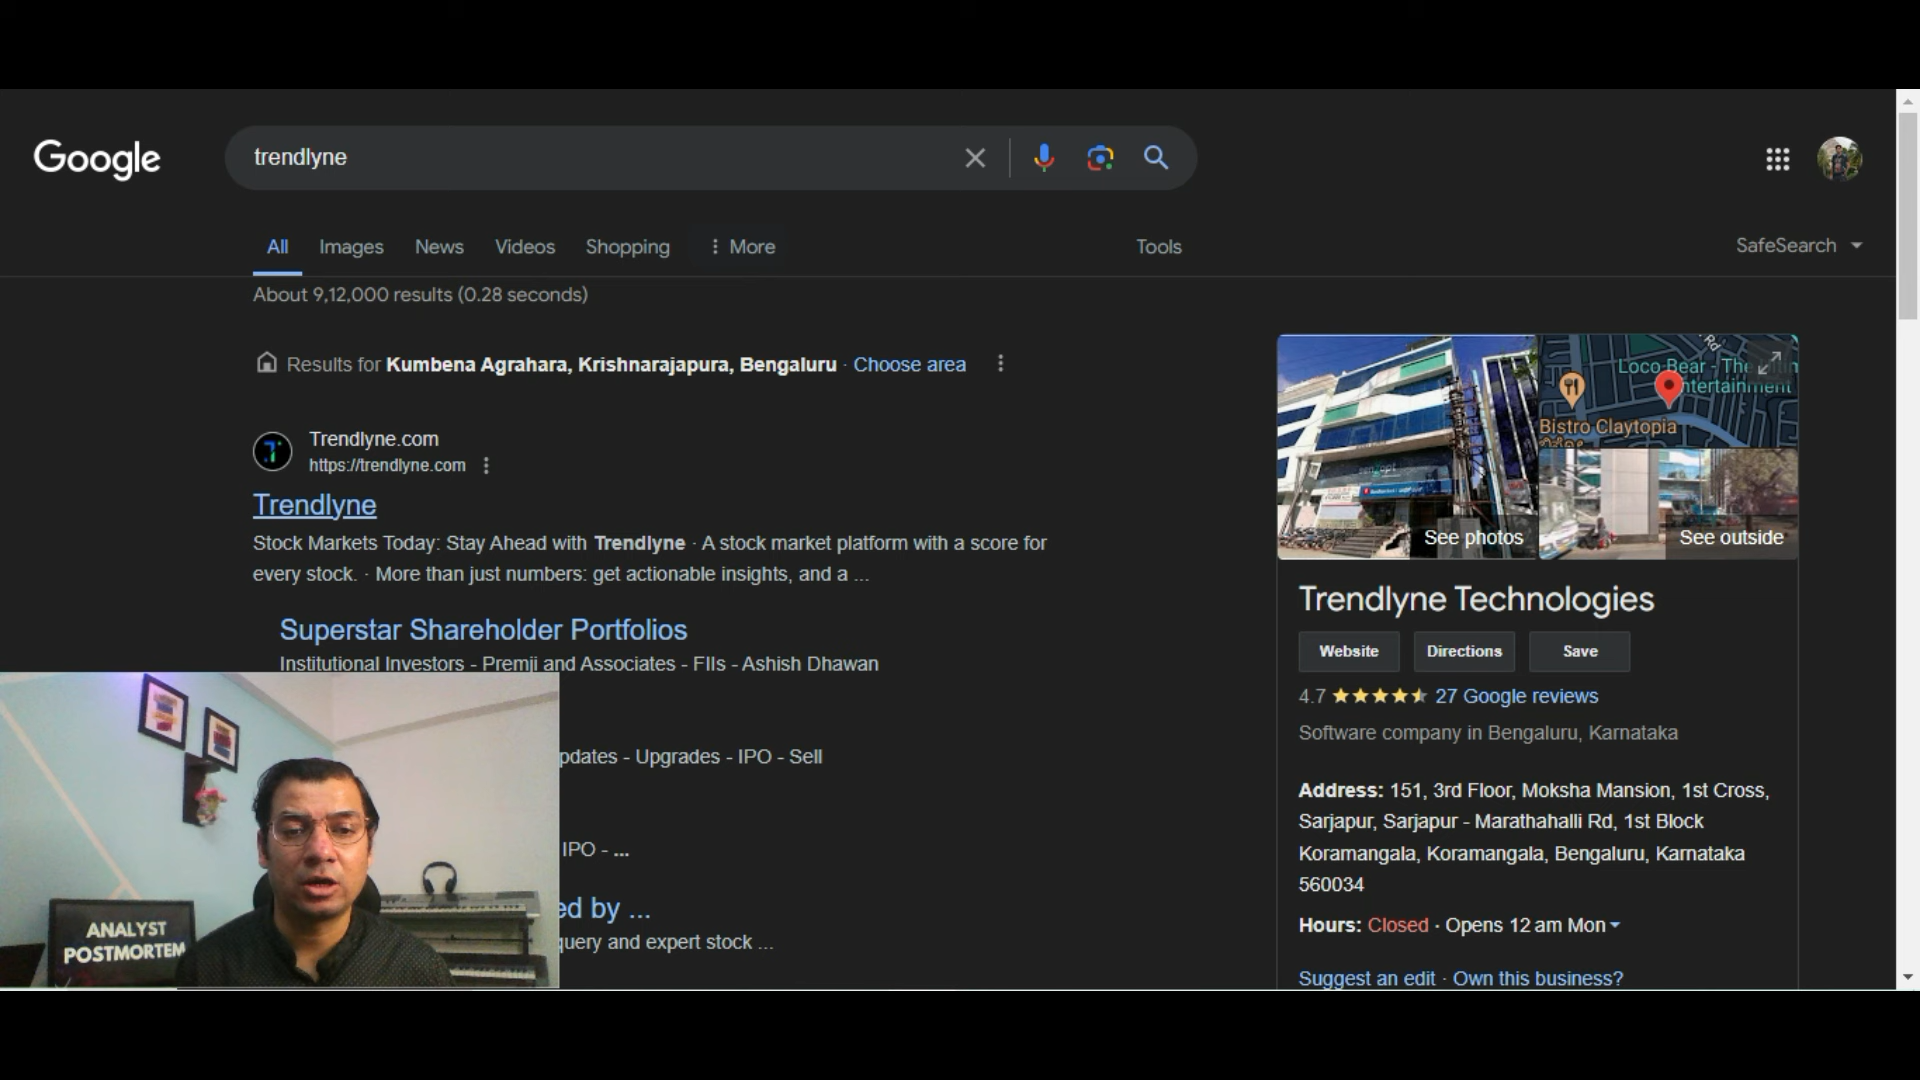 Google
trendlyne
All Images News Videos Shopping More Tools SafeSearch
About 9,12,000 results (0.28 seconds)
Results for Kumbena Agrahara, Krishnarajapura, Bengaluru · Choose area
Trendlyne.com
https://trendlyne.com
Trendlyne
Stock Markets Today: Stay Ahead with Trendlyne · A stock market platform with a score for
every stock. · More than just numbers: get actionable insights, and a ...
Superstar Shareholder Portfolios
Institutional Investors - Premji and Associates - FIIs - Ashish Dhawan
pdates - Upgrades - IPO - Sell
IPO - ...
ed by ...
query and expert stock ...
ANALYST
POSTMORTEM
Rd
Loco Bear - The
ntertainment
Bistro Claytopia
See photos
See outside
Trendlyne Technologies
Website Directions Save
4.7 27 Google reviews
Software company in Bengaluru, Karnataka
Address: 151, 3rd Floor, Moksha Mansion, 1st Cross,
Sarjapur, Sarjapur - Marathahalli Rd, 1st Block
Koramangala, Koramangala, Bengaluru, Karnataka
560034
Hours: Closed · Opens 12 am Mon
Suggest an edit · Own this business?